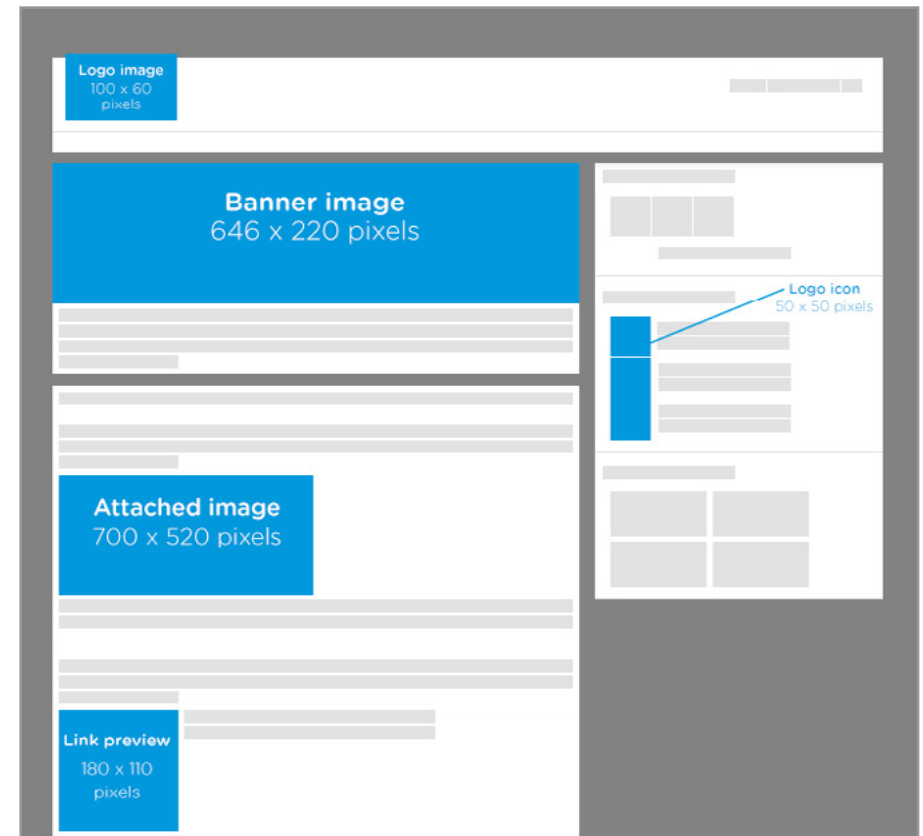 Logo image
100 x 60
pixels
Banner image
646 x 220 pixels
Logo icon
50 x 50 pixels
Attached image
700 x 520 pixels
Link preview
180 x 110
pixels